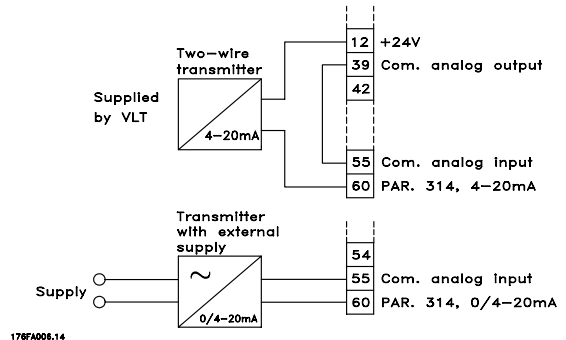 12 +24V
Two-wire
transmitter
39 Com. analog output
Supplied
by VLT
42
4-20mA
55 Com. analog input
60 PAR. 314, 4-20mA
Transmitter
with external
supply
54
~
55 Com. analog input
Supply
60 PAR. 314, 0/4-20mA
0/4-20mA
176FA006.14